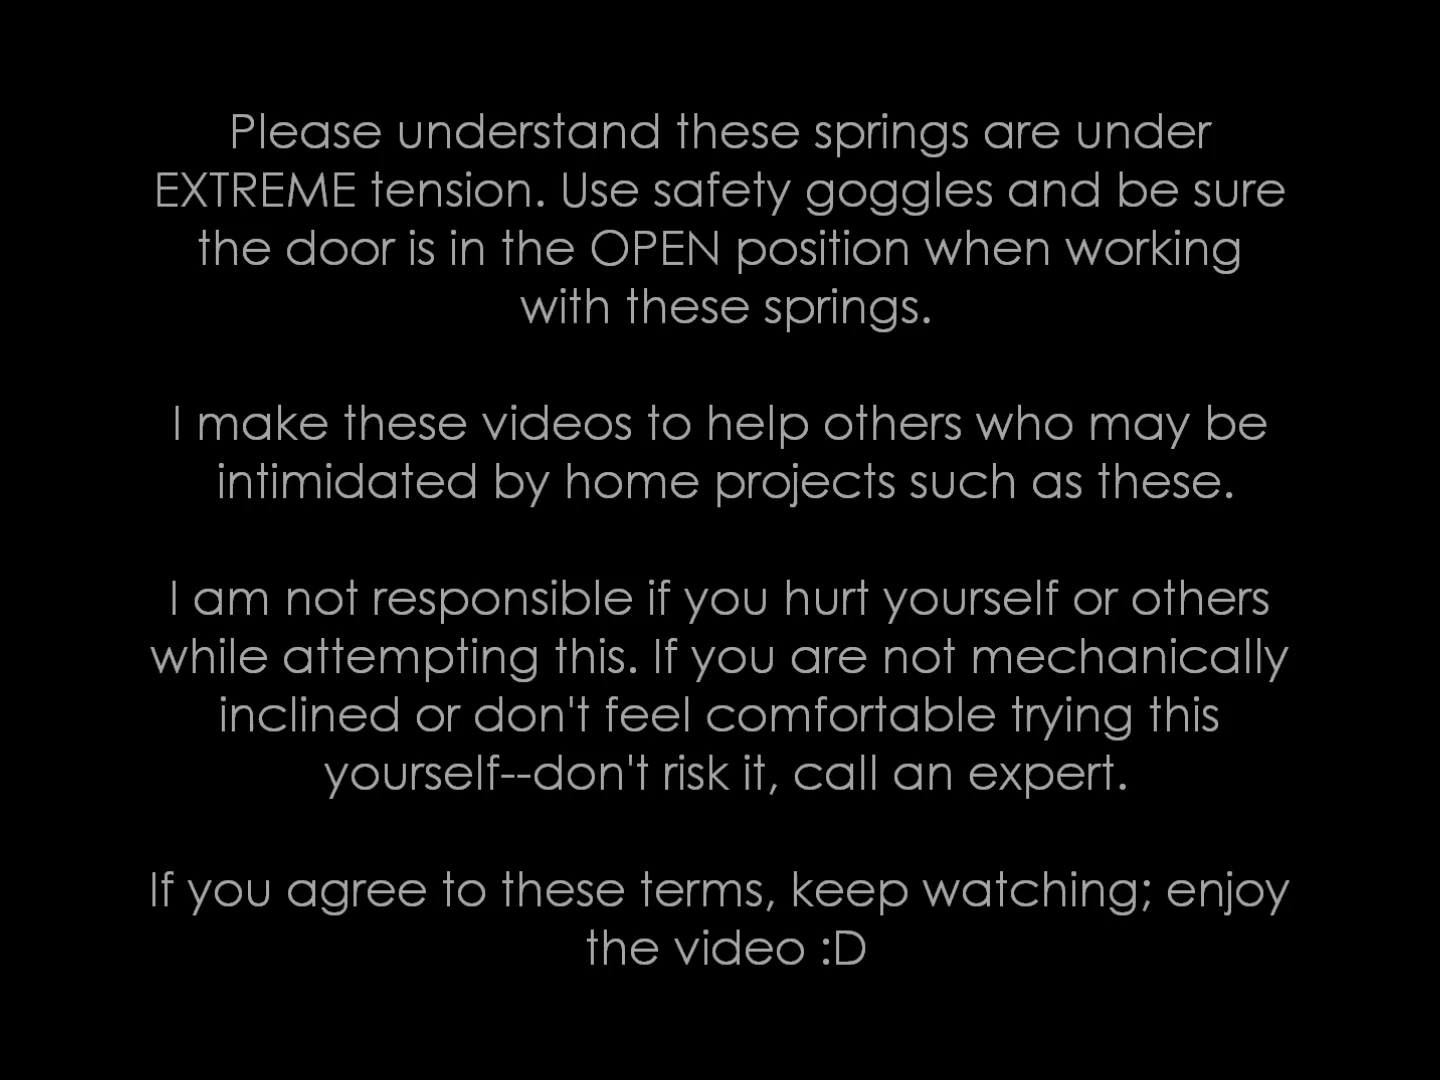 Please understand these springs are under
EXTREME tension. Use safety goggles and be sure
the door is in the OPEN position when working
with these springs.
I make these videos to help others who may be
intimidated by home projects such as these.
I am not responsible if you hurt yourself or others
while attempting this. If you are not mechanically
inclined or don't feel comfortable trying this
yourself--don't risk it, call an expert.
If you agree to these terms, keep watching; enjoy
the video :D